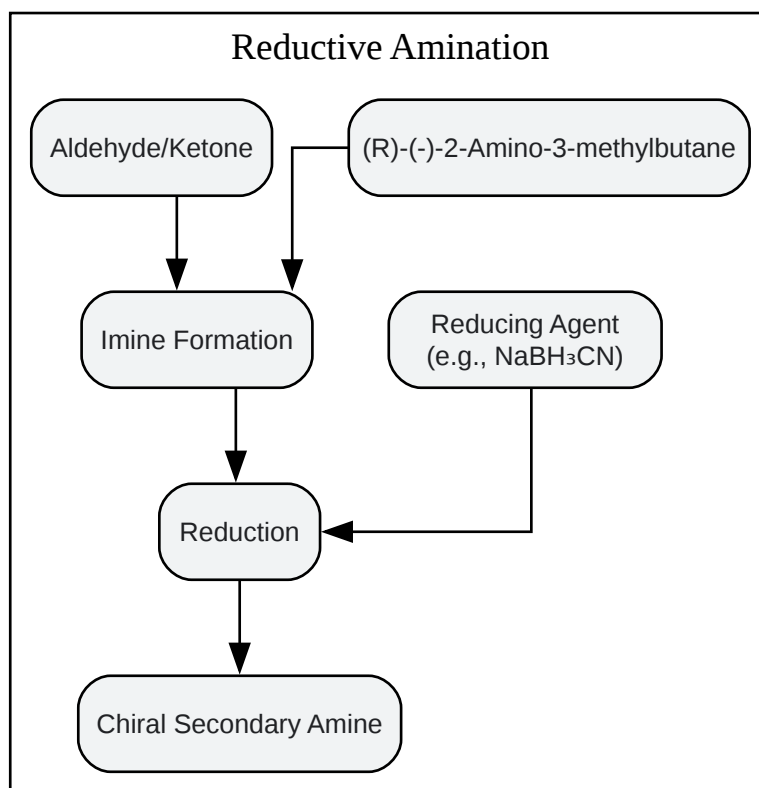 Reductive Amination
Aldehyde/Ketone
(R)-(-)-2-Amino-3-methylbutane
Imine Formation
Reducing Agent
(e.g., NaBH₃CN)
Reduction
Chiral Secondary Amine